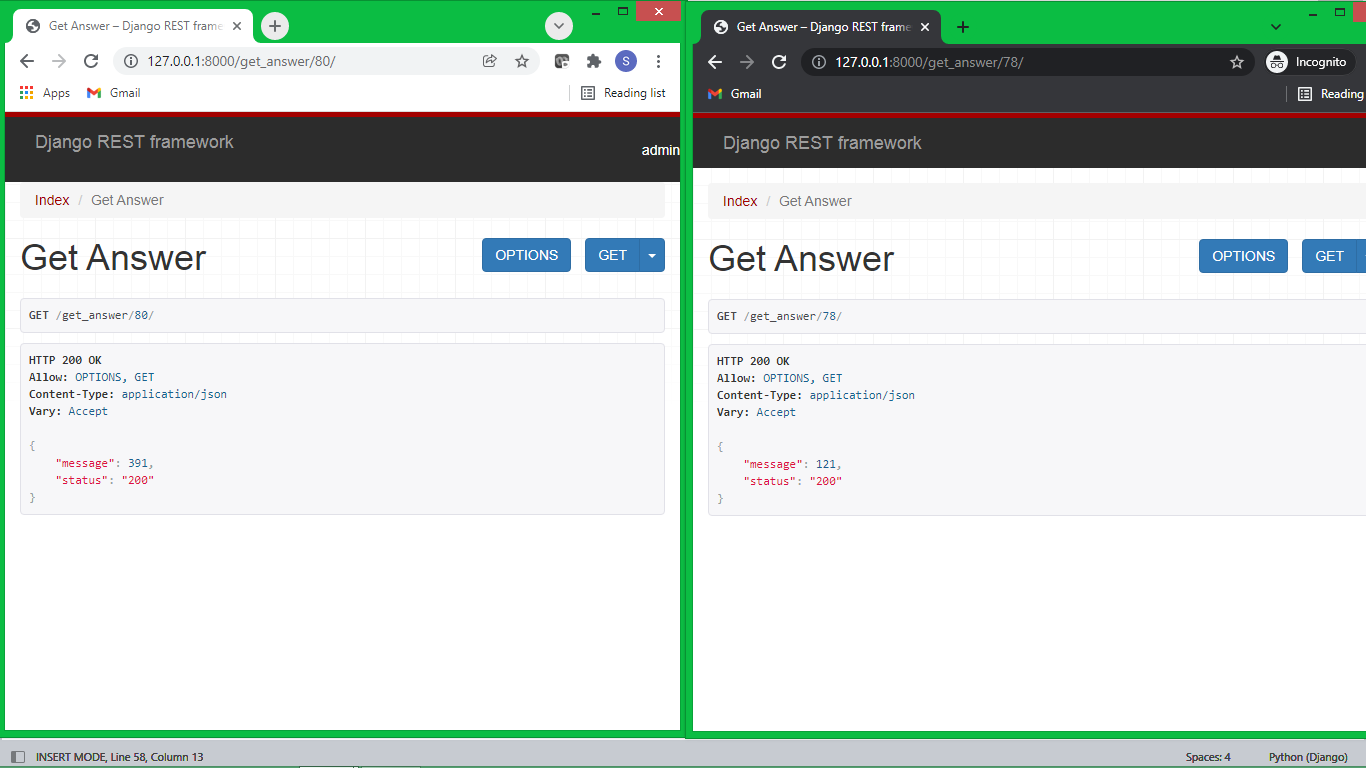 Get Answer – Django REST frame
127.0.0.1:8000/get_answer/80/
S
Apps
Gmail
Reading list
Django REST framework
admin
Index / Get Answer
Get Answer
OPTIONS
GET
GET /get_answer/80/
HTTP 200 OK
Allow: OPTIONS, GET
Content-Type: application/json
Vary: Accept
{
"message": 391,
"status": "200"
}
Get Answer – Django REST frame
127.0.0.1:8000/get_answer/78/
Incognito
Gmail
Reading
Django REST framework
Index / Get Answer
Get Answer
OPTIONS
GET
GET /get_answer/78/
HTTP 200 OK
Allow: OPTIONS, GET
Content-Type: application/json
Vary: Accept
{
"message": 121,
"status": "200"
}
INSERT MODE, Line 58, Column 13
Spaces: 4
Python (Django)